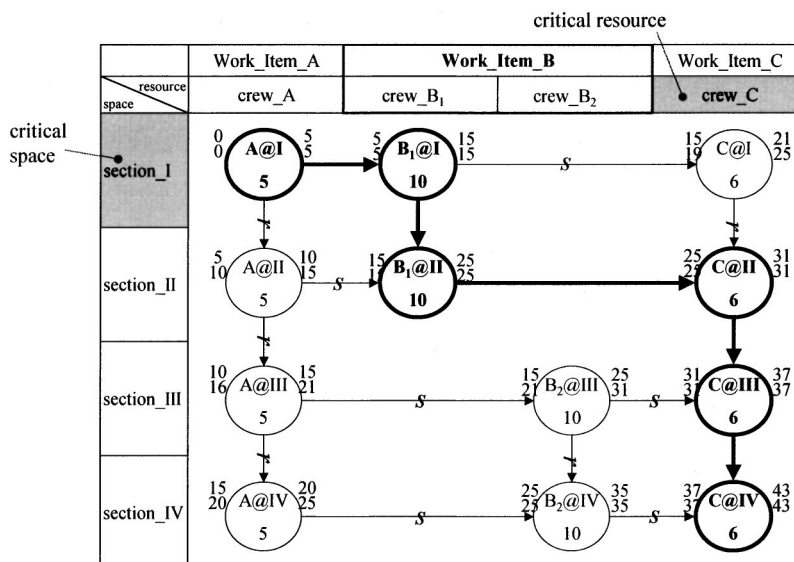 critical resource
Work_Item_A Work_Item_B Work_Item_C
resource
space
crew_A crew_B₁ crew_B₂ crew_C
critical
space
section_I
0 A@I 5 5 B₁@I 15 15 C@I 21
0 5 5 15 19 25
5 10 6
s
r r
section_II
5 A@II 10 15 B₁@II 25 25 C@II 31
10 15 25 31
5 10 6
s
r
section_III
10 A@III 15 15 B₂@III 25 31 C@III 37
16 21 21 31 37
5 10 6
s s
r r
section_IV
15 A@IV 20 25 B₂@IV 35 37 C@IV 43
20 25 25 35 43
5 10 6
s s